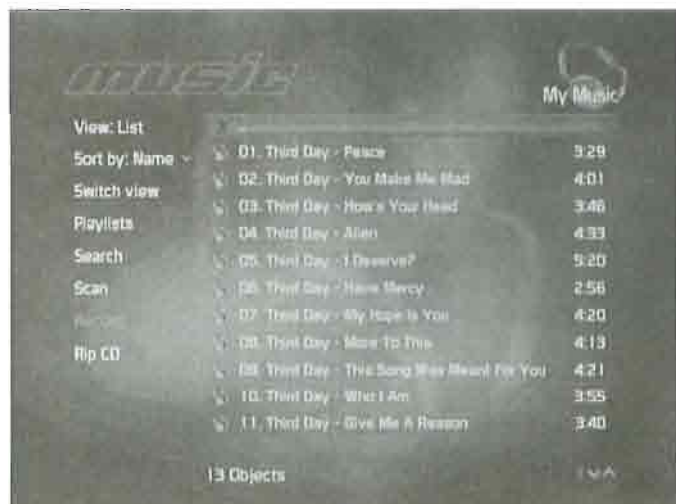 music
My Music
View: List
Sort by: Name
Switch view
Playlists
Search
Scan
Rip CD
01. Third Day - Peace 3:29
02. Third Day - You Make Me Mad 4:01
03. Third Day - How's Your Head 3:46
04. Third Day - Alien 4:33
05. Third Day - I Deserve? 5:20
06. Third Day - Have Mercy 2:56
07. Third Day - My Hope Is You 4:20
08. Third Day - More To This 4:13
09. Third Day - This Song Was Meant For You 4:21
10. Third Day - Who I Am 3:55
11. Third Day - Give Me A Reason 3:40
13 Objects